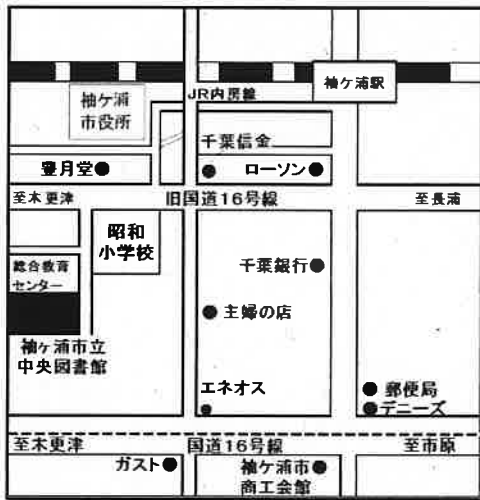 袖ケ浦駅
JR内房線
袖ケ浦
市役所
千葉信金
豊月堂
ローソン
至木更津
旧国道16号線
至長浦
昭和
小学校
総合教育
センター
千葉銀行
主婦の店
袖ケ浦市立
中央図書館
エネオス
郵便局
デニーズ
至木更津
国道16号線
至市原
ガスト
袖ケ浦市
商工会館